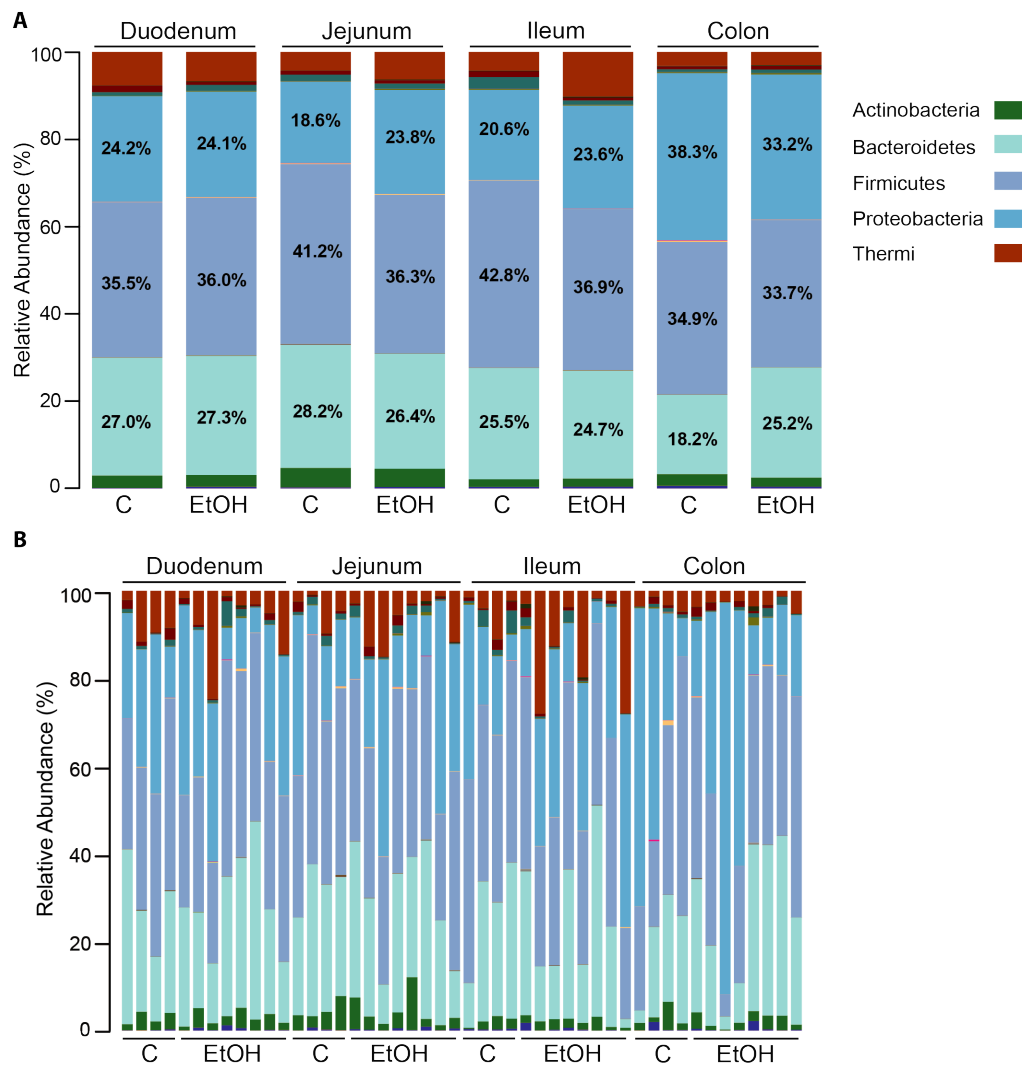 A
Duodenum Jejunum Ileum Colon
Relative Abundance (%)
100
80
60
40
20
0
24.2% 24.1% 18.6% 23.8% 20.6% 23.6% 38.3% 33.2%
35.5% 36.0% 41.2% 36.3% 42.8% 36.9% 34.9% 33.7%
27.0% 27.3% 28.2% 26.4% 25.5% 24.7% 18.2% 25.2%
C EtOH C EtOH C EtOH C EtOH
Actinobacteria
Bacteroidetes
Firmicutes
Proteobacteria
Thermi
B
Duodenum Jejunum Ileum Colon
Relative Abundance (%)
100
80
60
40
20
0
C EtOH C EtOH C EtOH C EtOH